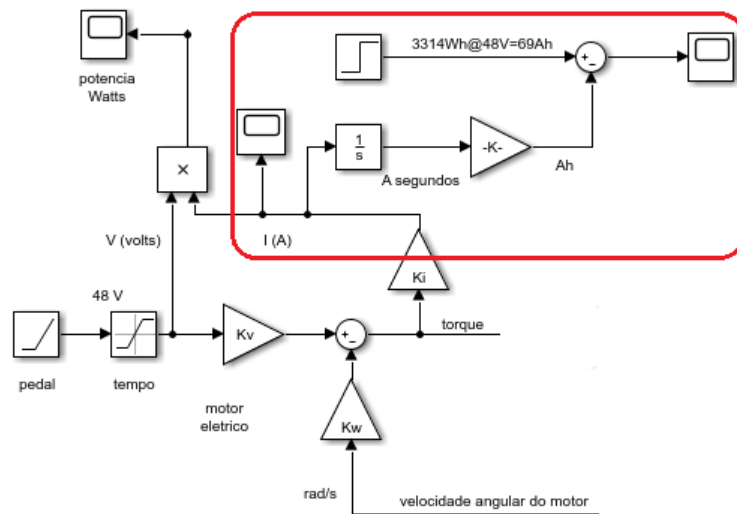 3314Wh@48V=69Ah
+
-
potencia
Watts
1
s
-K-
A segundos
Ah
×
V (volts)
I (A)
Ki
48 V
Kv
+
-
torque
pedal
tempo
motor
eletrico
Kw
rad/s
velocidade angular do motor